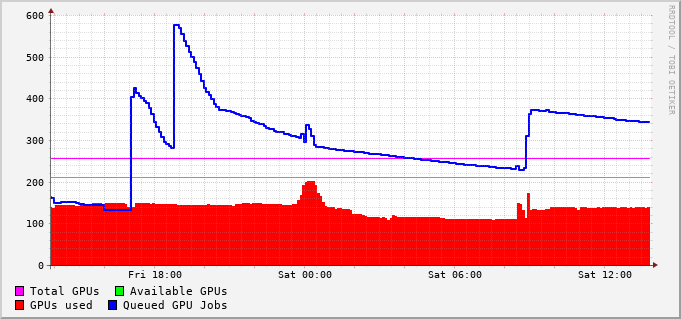 RRDTOOL / TOBI OETIKER
600
500
400
300
200
100
0
Fri 18:00 Sat 00:00 Sat 06:00 Sat 12:00
Total GPUs Available GPUs
GPUs used Queued GPU Jobs